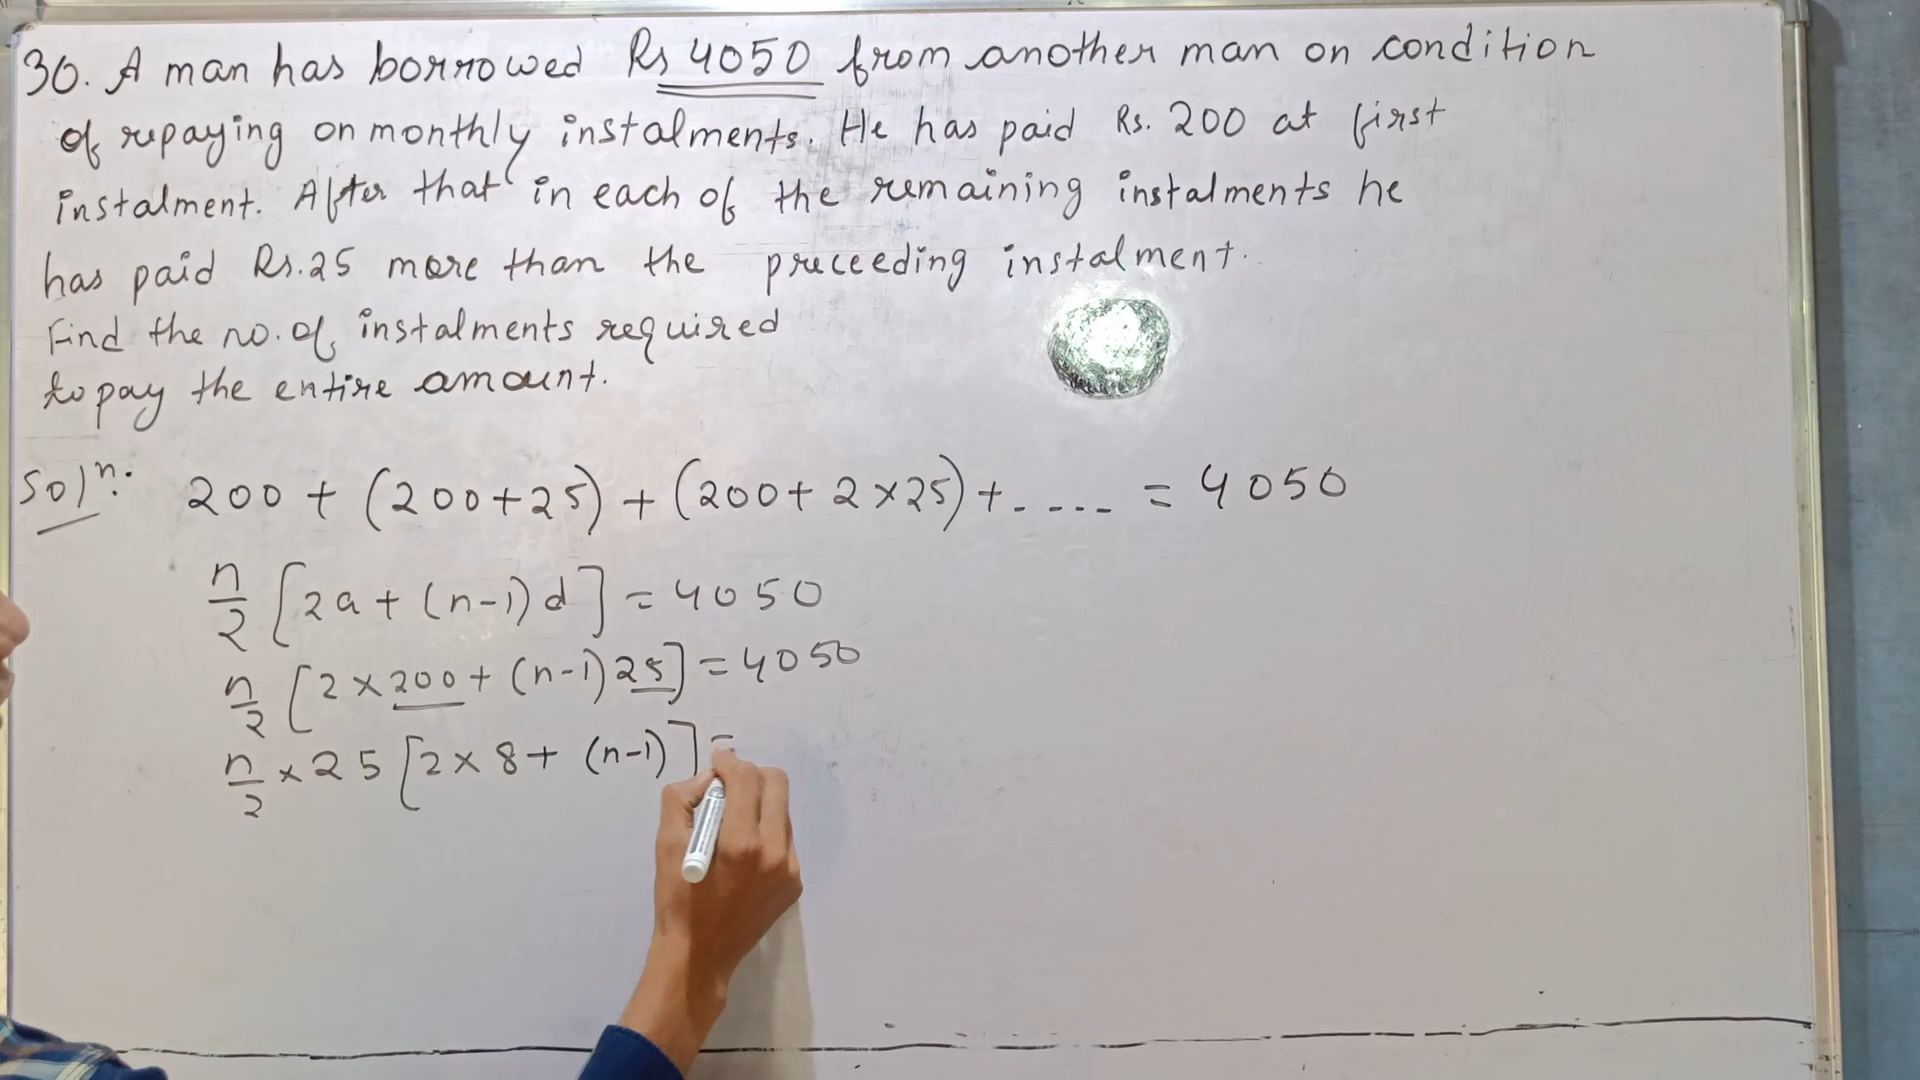 30. A man has borrowed Rs 4050 from another man on condition
of repaying on monthly instalments. He has paid Rs. 200 at first
instalment. After that in each of the remaining instalments he
has paid Rs.25 more than the preceeding instalment.
Find the no. of instalments required
to pay the entire amount.
Solⁿ: 200 + (200+25) + (200+ 2×25) + .... = 4050
n/2 [2a + (n-1)d] = 4050
n/2 [2×200 + (n-1)25] = 4050
n/2 × 25 [2×8 + (n-1)] =